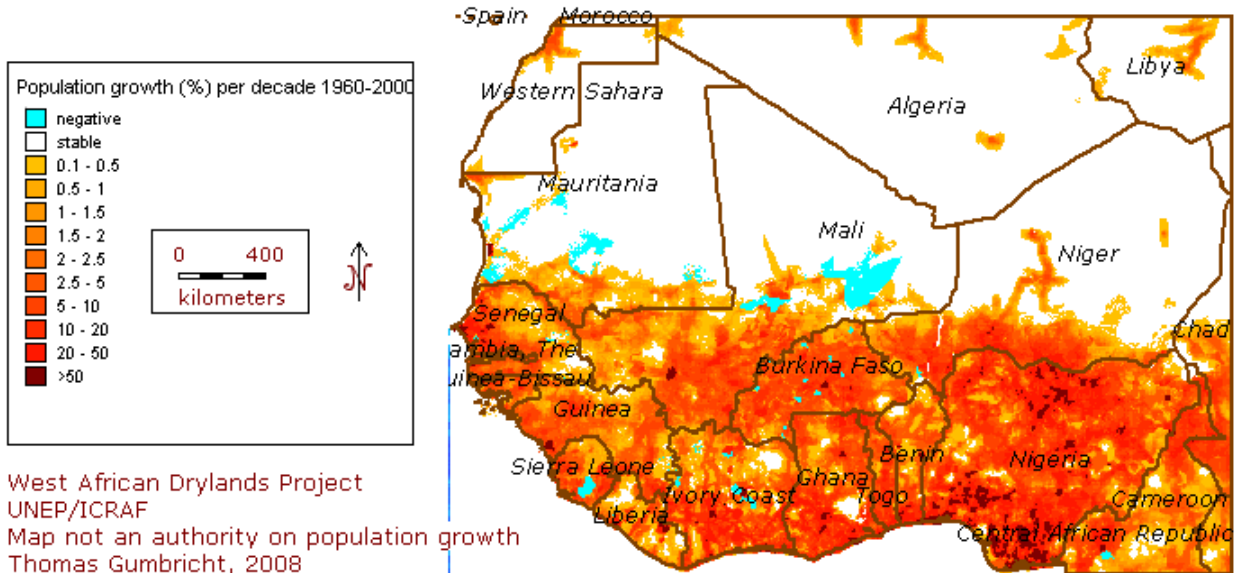 Population growth (%) per decade 1960-2000
negative
stable
0.1 - 0.5
0.5 - 1
1 - 1.5
1.5 - 2
2 - 2.5
2.5 - 5
5 - 10
10 - 20
20 - 50
>50
0 400
kilometers
N
West African Drylands Project
UNEP/ICRAF
Map not an authority on population growth
Thomas Gumbricht, 2008
Spain Morocco
Libya
Western Sahara
Algeria
Mauritania
Mali
Niger
Senegal
Chad
ambia, The
Burkina Faso
uinea-Bissau
Guinea
Benin
Nigeria
Sierra Leone
Ghana
Ivory Coast
Togo
Cameroon
Liberia
Central African Republic